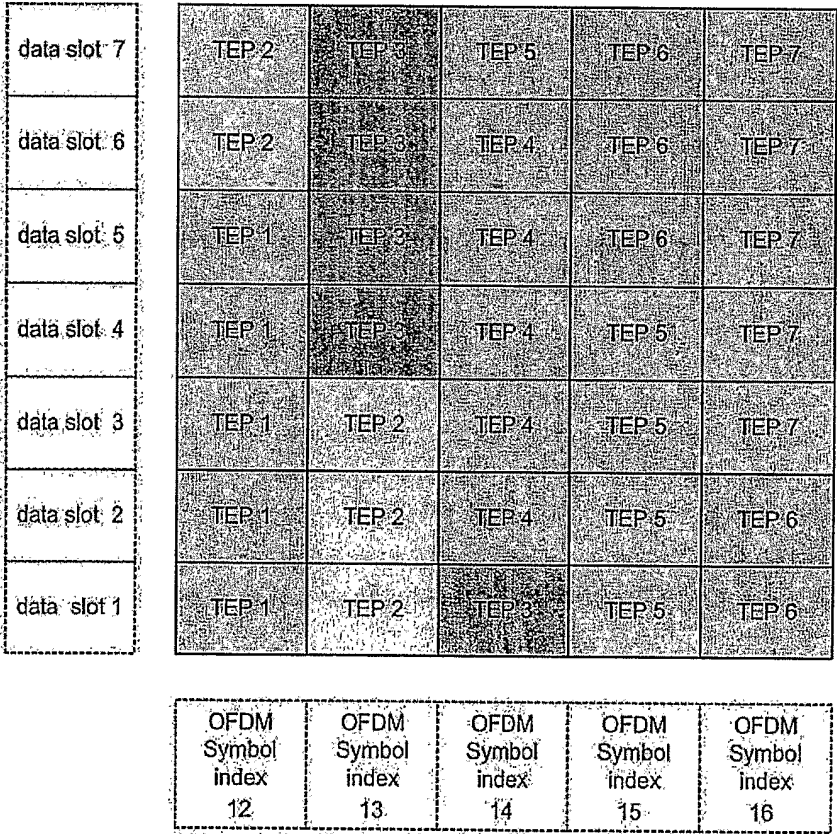 data slot 7 TEP 2 TEP 3 TEP 5 TEP 6 TEP 7
data slot 6 TEP 2 TEP 3 TEP 4 TEP 6 TEP 7
data slot 5 TEP 1 TEP 3 TEP 4 TEP 6 TEP 7
data slot 4 TEP 1 TEP 3 TEP 4 TEP 5 TEP 7
data slot 3 TEP 1 TEP 2 TEP 4 TEP 5 TEP 7
data slot 2 TEP 1 TEP 2 TEP 4 TEP 5 TEP 6
data slot 1 TEP 1 TEP 2 TEP 3 TEP 5 TEP 6
OFDM OFDM OFDM OFDM OFDM
Symbol Symbol Symbol Symbol Symbol
index index index index index
12 13 14 15 16